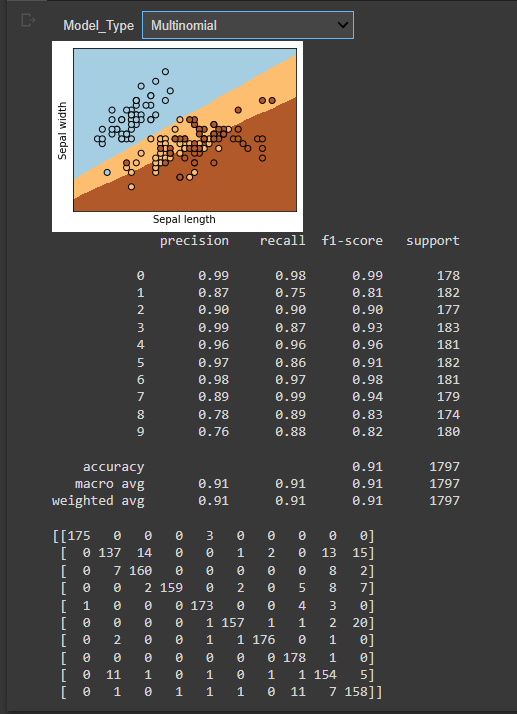 Model_Type Multinomial
Sepal width
Sepal length
precision recall f1-score support
0 0.99 0.98 0.99 178
1 0.87 0.75 0.81 182
2 0.90 0.90 0.90 177
3 0.99 0.87 0.93 183
4 0.96 0.96 0.96 181
5 0.97 0.86 0.91 182
6 0.98 0.97 0.98 181
7 0.89 0.99 0.94 179
8 0.78 0.89 0.83 174
9 0.76 0.88 0.82 180
accuracy 0.91 1797
macro avg 0.91 0.91 0.91 1797
weighted avg 0.91 0.91 0.91 1797
[[175 0 0 0 3 0 0 0 0 0]
[ 0 137 14 0 0 1 2 0 13 15]
[ 0 7 160 0 0 0 0 0 8 2]
[ 0 0 2 159 0 2 0 5 8 7]
[ 1 0 0 0 173 0 0 4 3 0]
[ 0 0 0 0 1 157 1 1 2 20]
[ 0 2 0 0 1 1 176 0 1 0]
[ 0 0 0 0 0 0 0 178 1 0]
[ 0 11 1 0 1 0 1 1 154 5]
[ 0 1 0 1 1 1 0 11 7 158]]